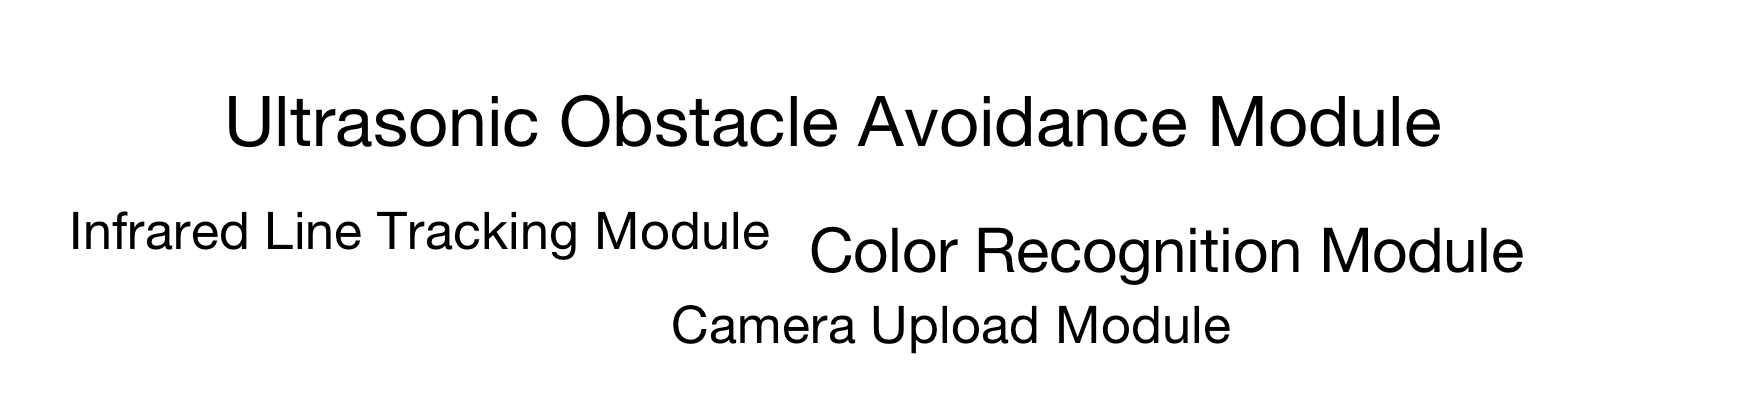 Ultrasonic Obstacle Avoidance Module
Infrared Line Tracking Module
Color Recognition Module
Camera Upload Module